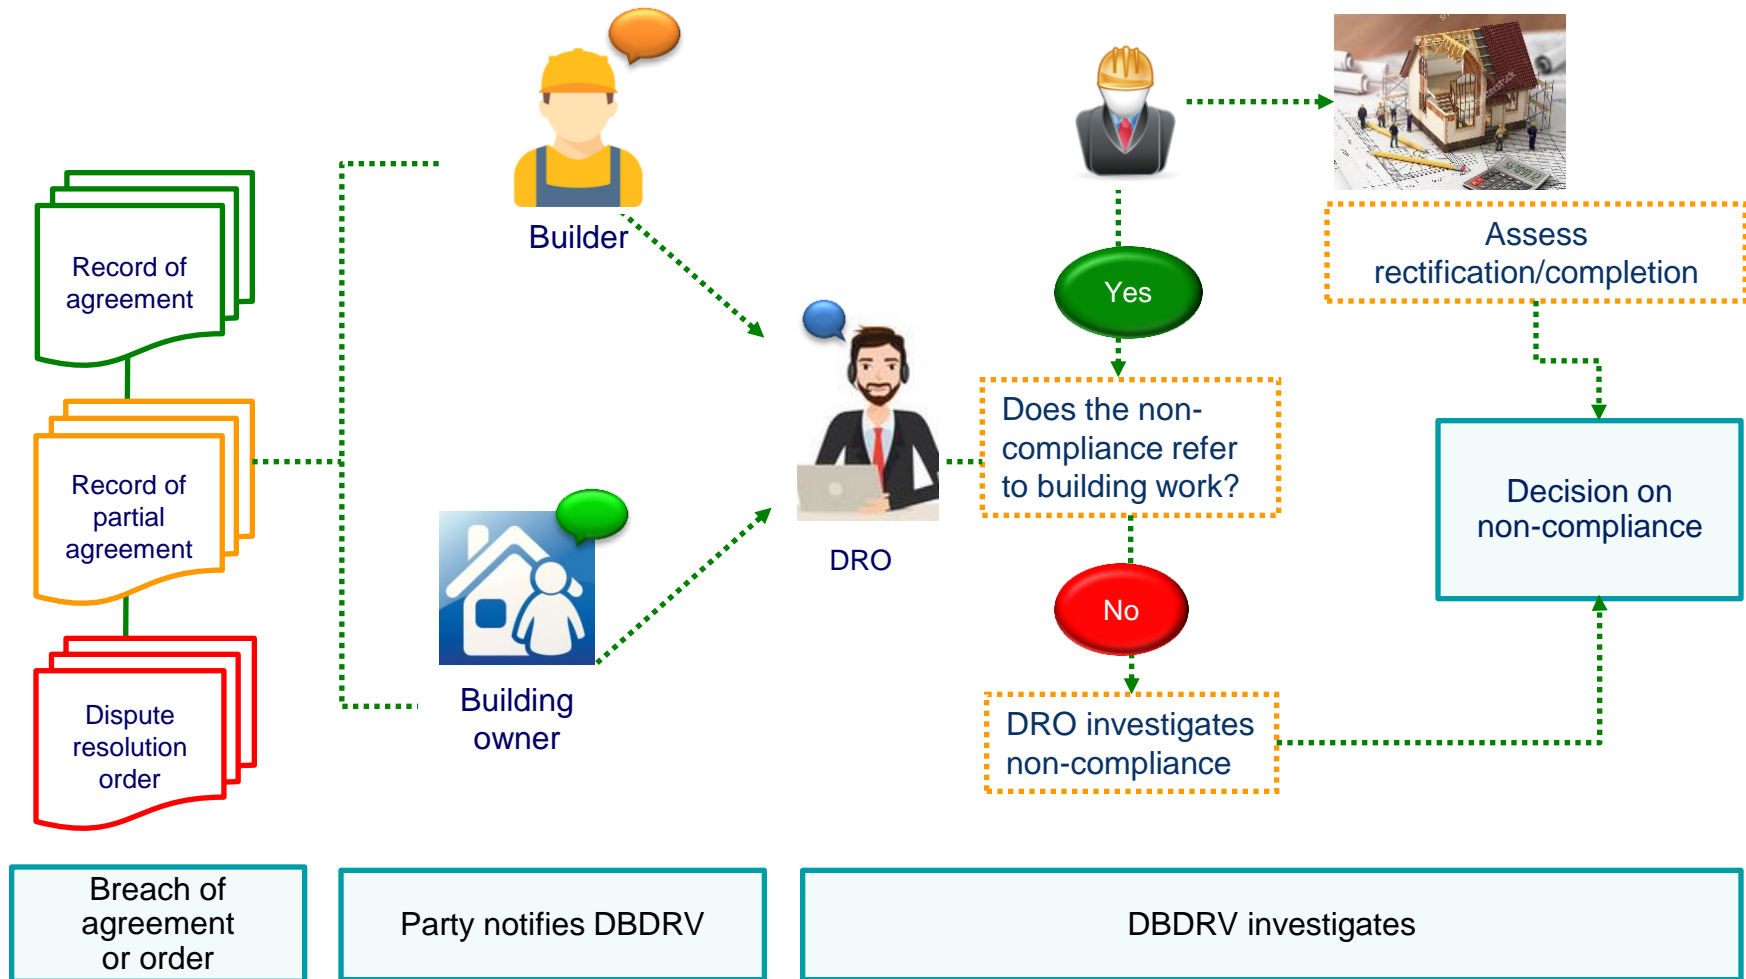 Record of
agreement
Record of
partial
agreement
Dispute
resolution
order
Builder
Building
owner
DRO
Yes
Does the non-
compliance refer
to building work?
No
DRO investigates
non-compliance
Assess
rectification/completion
Decision on
non-compliance
Breach of
agreement
or order
Party notifies DBDRV
DBDRV investigates